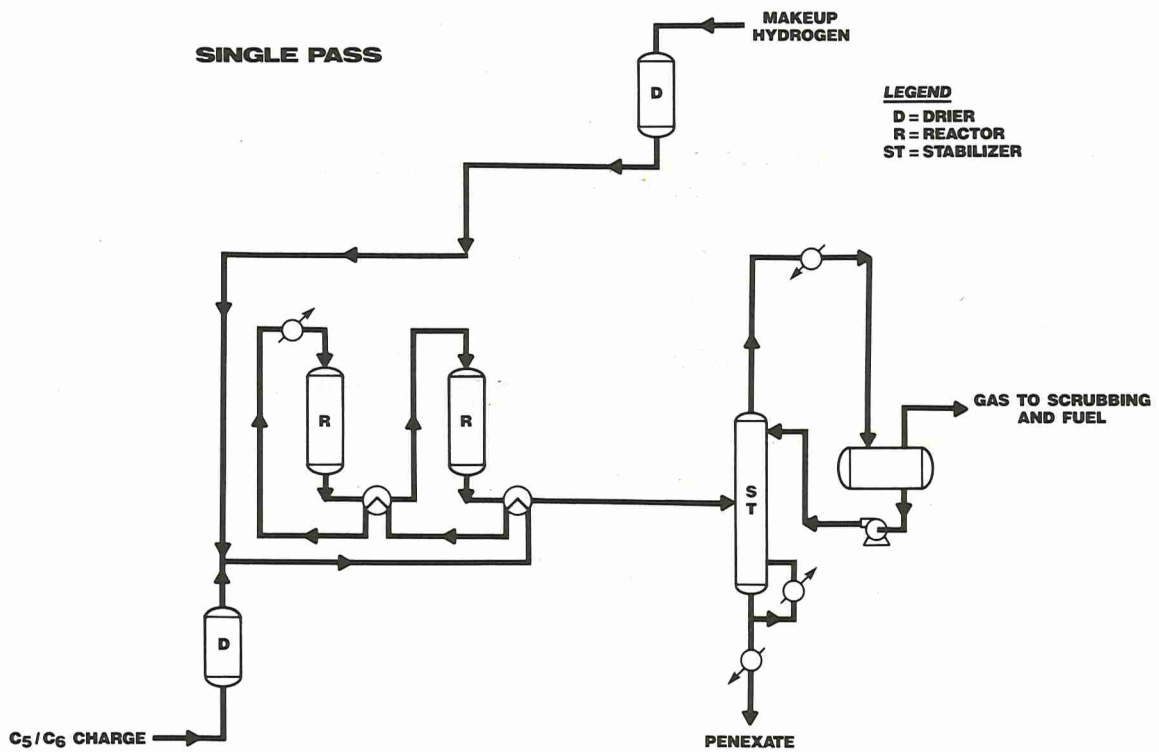 SINGLE PASS
MAKEUP
HYDROGEN
D
LEGEND
D = DRIER
R = REACTOR
ST = STABILIZER
R
R
GAS TO SCRUBBING
AND FUEL
S
T
D
C5/C6 CHARGE
PENEXATE